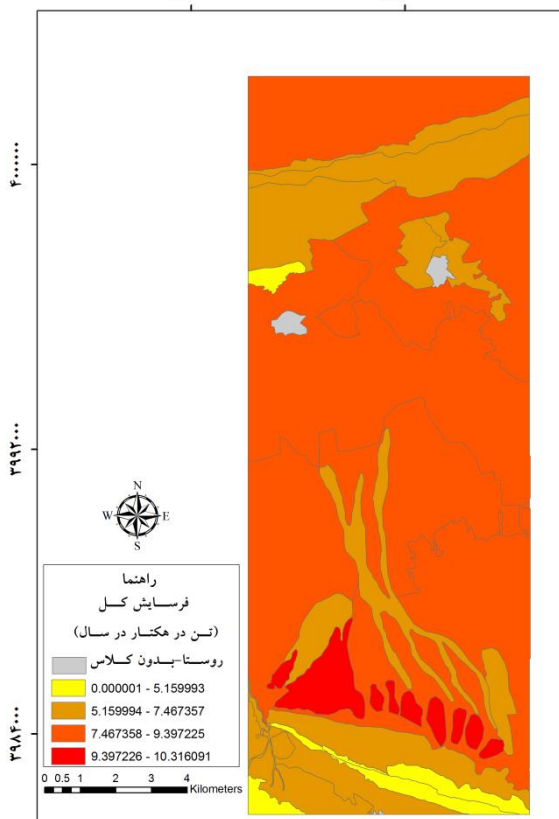 ۴۰۰۰۰۰۰
۳۹۹۲۰۰۰
۳۹۸۴۰۰۰
N
W E
S
راهنما
فرسایش کل
(تن در هکتار در سال)
روستا-بدون کلاس
0.000001 - 5.159993
5.159994 - 7.467357
7.467358 - 9.397225
9.397226 - 10.316091
0 0.5 1 2 3 4
Kilometers